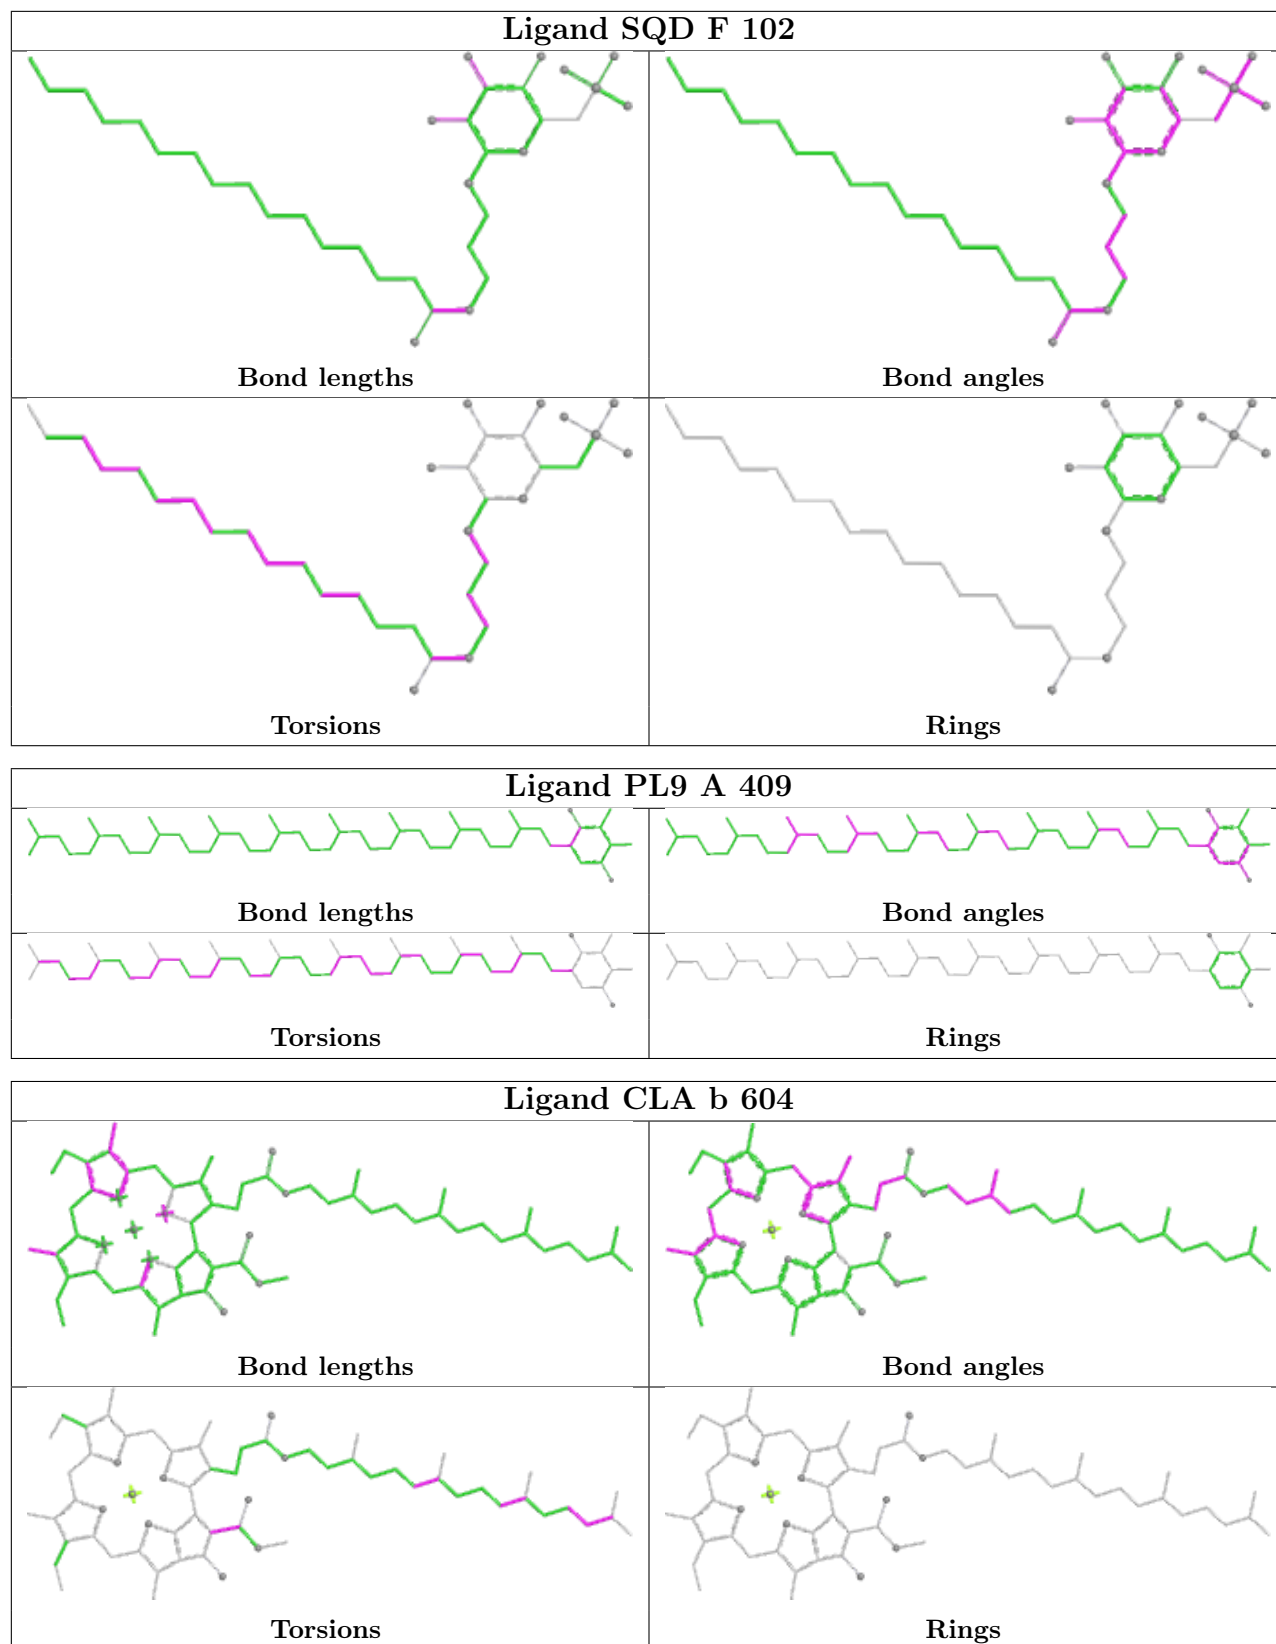 Ligand SQD F 102
Bond lengths
Bond angles
Torsions
Rings
Ligand PL9 A 409
Bond lengths
Bond angles
Torsions
Rings
Ligand CLA b 604
Bond lengths
Bond angles
Torsions
Rings